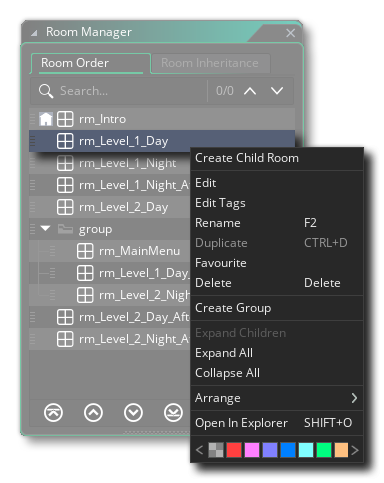 Room Manager
Room Order
Room Inheritance
Search...
0/0
rm_Intro
rm_Level_1_Day
rm_Level_1_Night
rm_Level_1_Night_A
rm_Level_2_Day
group
rm_MainMenu
rm_Level_1_Day_
rm_Level_2_Nigh
rm_Level_2_Day_Aft
rm_Level_2_Night_A
Create Child Room
Edit
Edit Tags
Rename F2
Duplicate CTRL+D
Favourite
Delete Delete
Create Group
Expand Children
Expand All
Collapse All
Arrange
Open In Explorer SHIFT+O